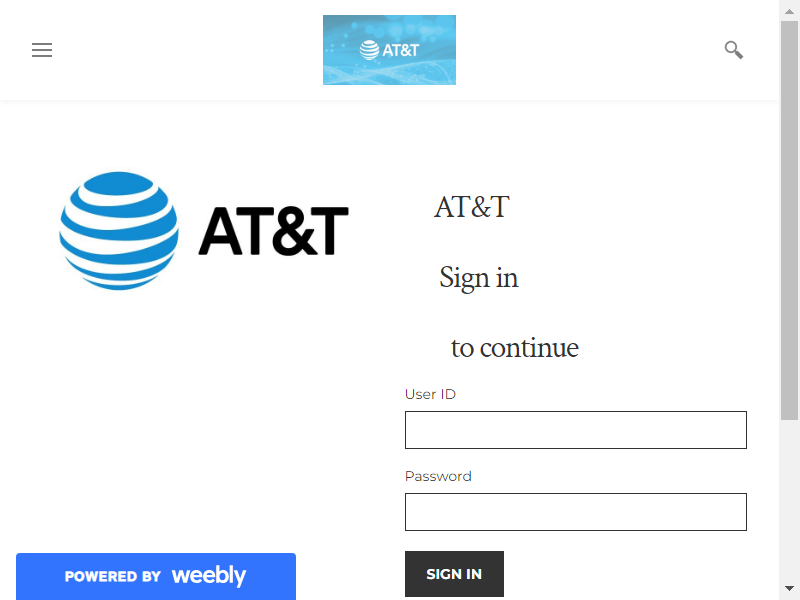 AT&T
AT&T
AT&T
Sign in
to continue
User ID
Password
SIGN IN
POWERED BY weebly